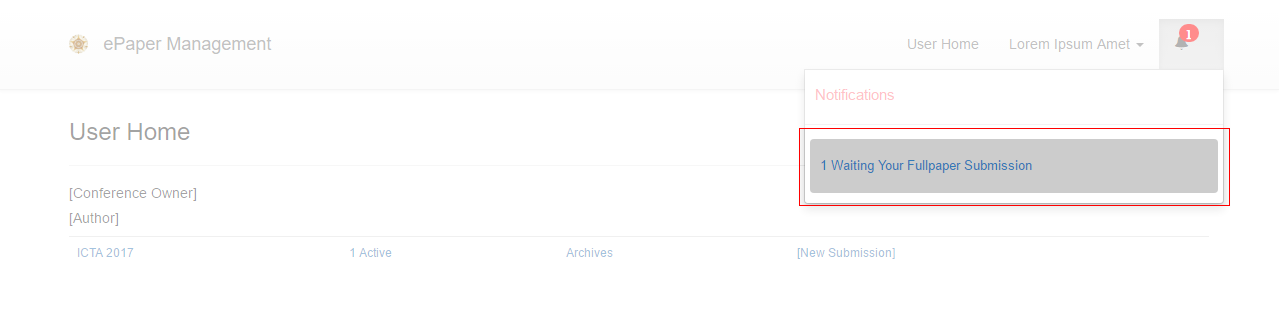 ePaper Management
User Home
Lorem Ipsum Amet
1
Notifications
1 Waiting Your Fullpaper Submission
User Home
[Conference Owner]
[Author]
ICTA 2017 1 Active Archives [New Submission]